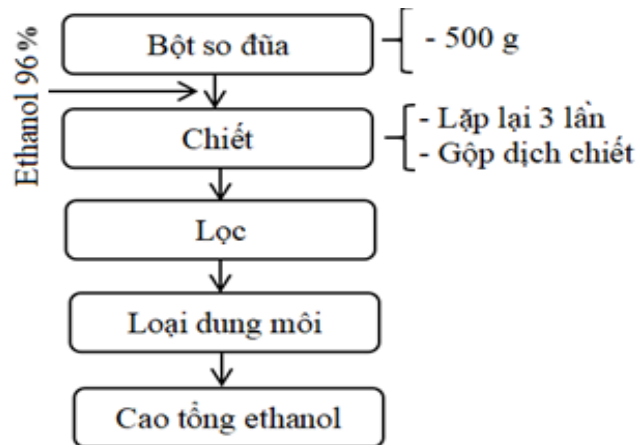 Bột so đũa
- 500 g
Ethanol 96%
Chiết
- Lặp lại 3 lần
- Gộp dịch chiết
Lọc
Loại dung môi
Cao tổng ethanol